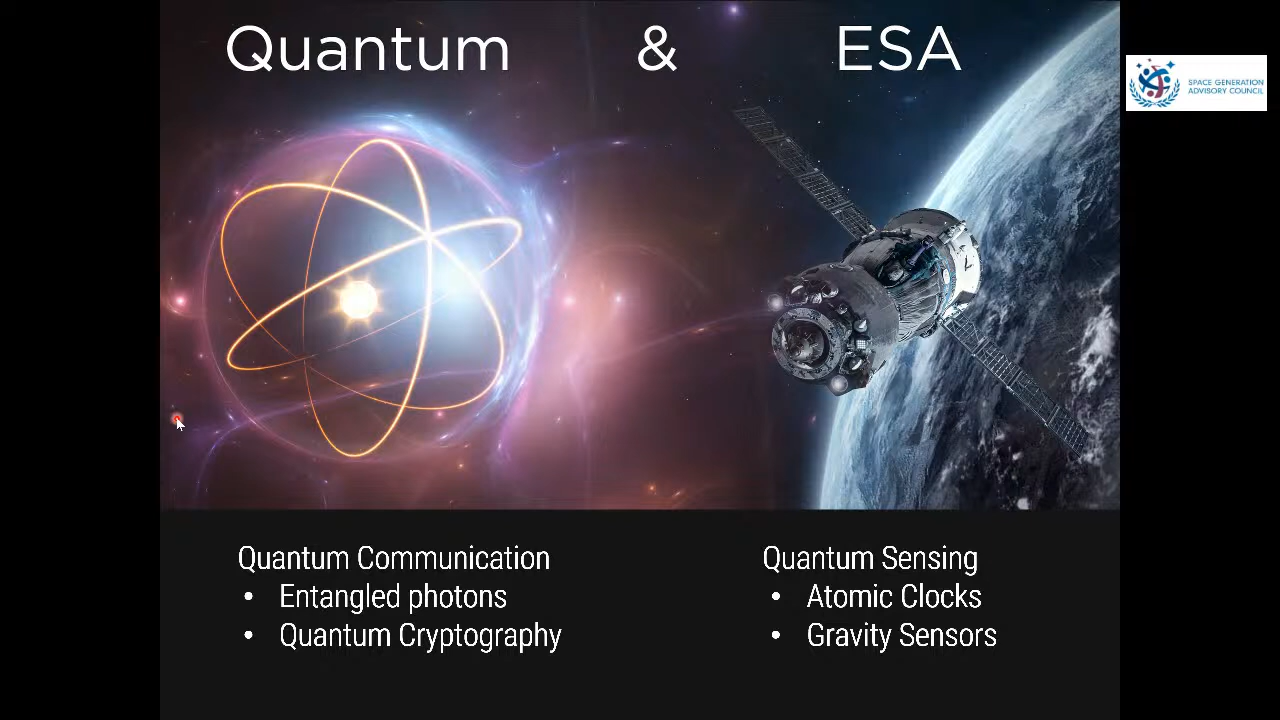 Quantum & ESA
SPACE GENERATION
ADVISORY COUNCIL
Quantum Communication
• Entangled photons
• Quantum Cryptography
Quantum Sensing
• Atomic Clocks
• Gravity Sensors